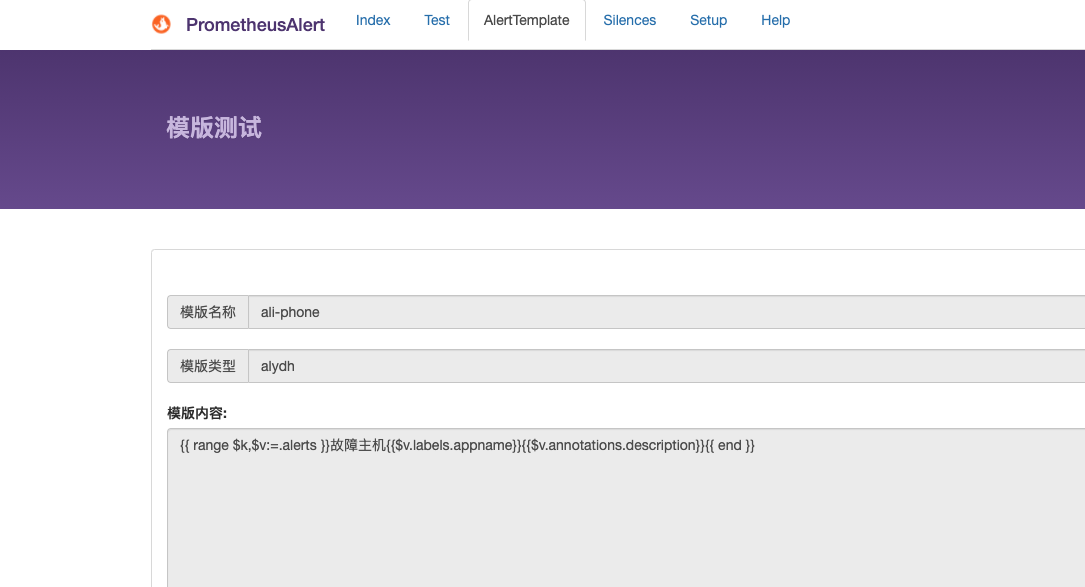 PrometheusAlert Index Test AlertTemplate Silences Setup Help
模版测试
模版名称 ali-phone
模版类型 alydh
模版内容:
{{ range $k,$v:=.alerts }}故障主机{{$v.labels.appname}}{{$v.annotations.description}}{{ end }}